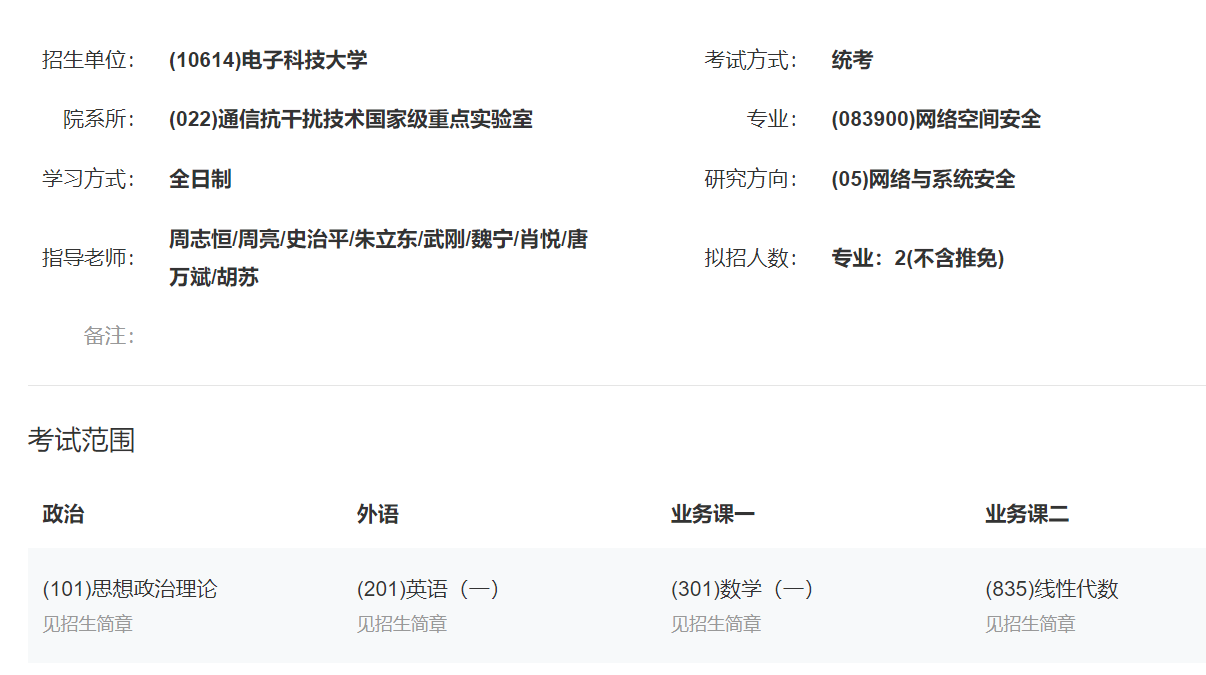 招生单位： (10614)电子科技大学 考试方式： 统考
院系所： (022)通信抗干扰技术国家级重点实验室 专业： (083900)网络空间安全
学习方式： 全日制 研究方向： (05)网络与系统安全
指导老师： 周志恒/周亮/史治平/朱立东/武刚/魏宁/肖悦/唐
万斌/胡苏 拟招人数： 专业：2(不含推免)
备注：
考试范围
政治 外语 业务课一 业务课二
(101)思想政治理论 (201)英语（一） (301)数学（一） (835)线性代数
见招生简章 见招生简章 见招生简章 见招生简章